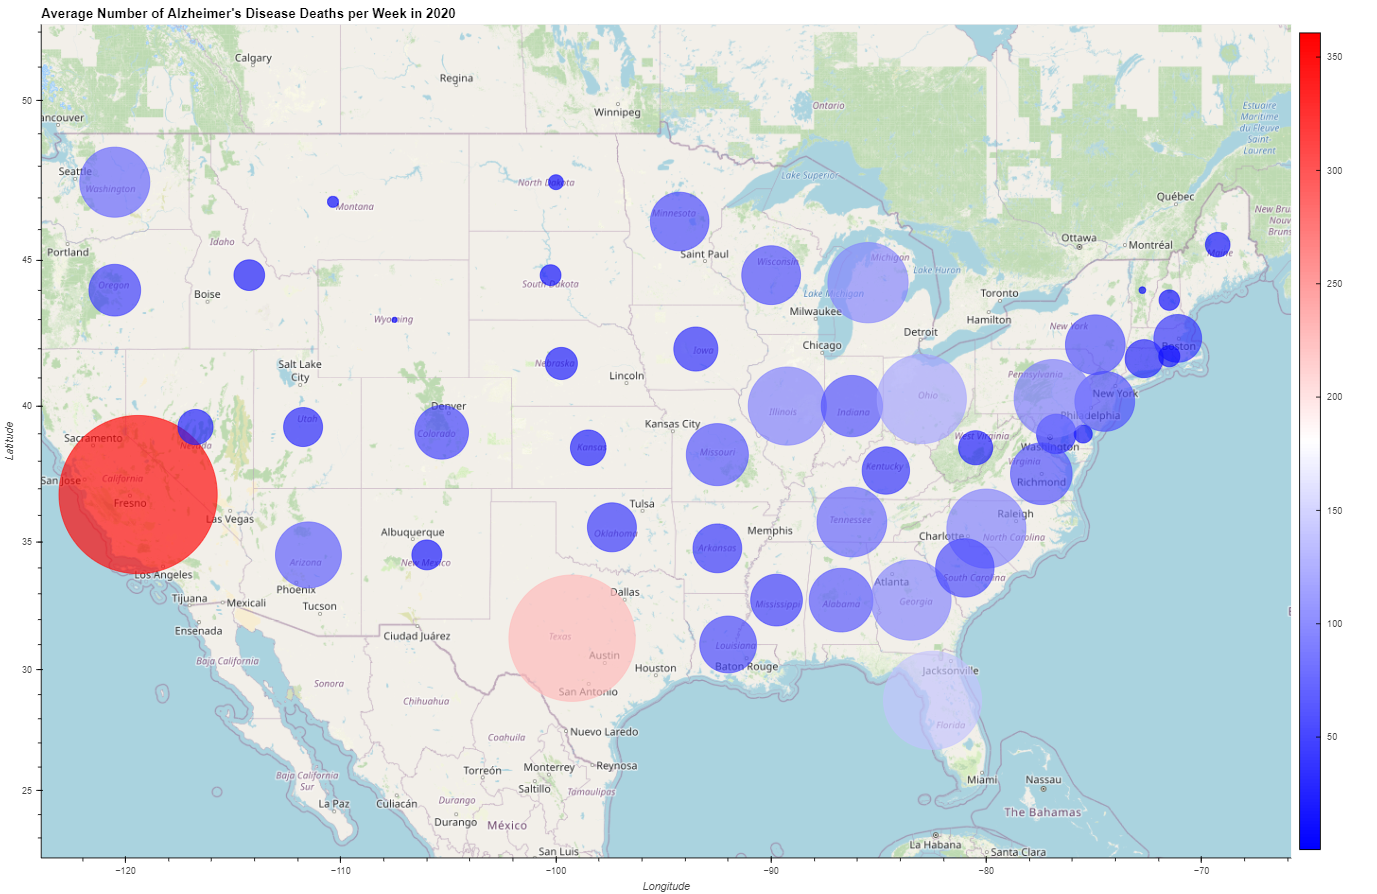 Average Number of Alzheimer's Disease Deaths per Week in 2020
Calgary
Regina
Winnipeg
Ontario
Estuaire
Maritime
du Fleuve
Saint-
Laurent
ancouver
50
350
Seattle
Washington
North Dakota
Montana
Lake Superior
Québec
New Bru
Nouv
Bruns
300
Minnesota
Idaho
Portland
Ottawa
Montréal
Maine
45
Saint Paul
Wisconsin
Michigan
Lake Huron
250
Oregon
Boise
South Dakota
Lake Michigan
Toronto
Milwaukee
Hamilton
Wyoming
New York
Detroit
Chicago
Boston
Iowa
Salt Lake
City
Nebraska
Lincoln
Pennsylvania
New York
Ohio
200
40
Denver
Illinois
Indiana
Philadelphia
Utah
Colorado
Kansas City
Sacramento
Nevada
Kansas
Missouri
West Virginia
Washington
Latitude
San Jose
California
Kentucky
Virginia
Richmond
Fresno
Las Vegas
Tulsa
150
Tennessee
Raleigh
Albuquerque
Oklahoma
Memphis
Charlotte
North Carolina
35
Arkansas
Arizona
New Mexico
Los Angeles
Phoenix
Dallas
Atlanta
South Carolina
Tijuana
Mexicali
Tucson
Mississippi
Alabama
Georgia
100
Ensenada
Ciudad Juárez
Texas
Louisiana
Austin
Baja California
Houston
Baton Rouge
Jacksonville
30
Sonora
San Antonio
Chihuahua
Florida
Nuevo Laredo
Coahuila
50
Baja California
Sur
Torreón
Monterrey
Reynosa
Saltillo
Tamaulipas
Miami
Nassau
25
La Paz
Culiacán
Durango
The Bahamas
Durango
México
La Habana
San Luis
Santa Clara
−120
−110
−100
−90
−80
−70
Longitude